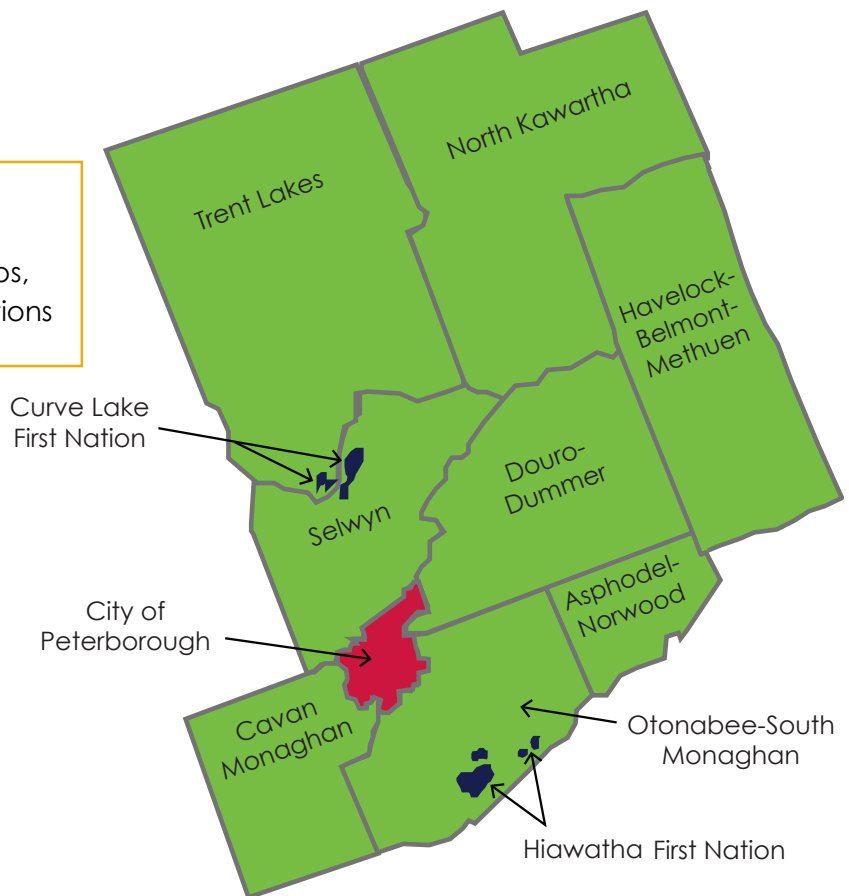 North Kawartha
Trent Lakes
Havelock-
Belmont-
Methuen
Curve Lake
First Nation
Douro-
Dummer
Selwyn
Asphodel-
Norwood
City of
Peterborough
Cavan
Monaghan
Otonabee-South
Monaghan
Hiawatha First Nation